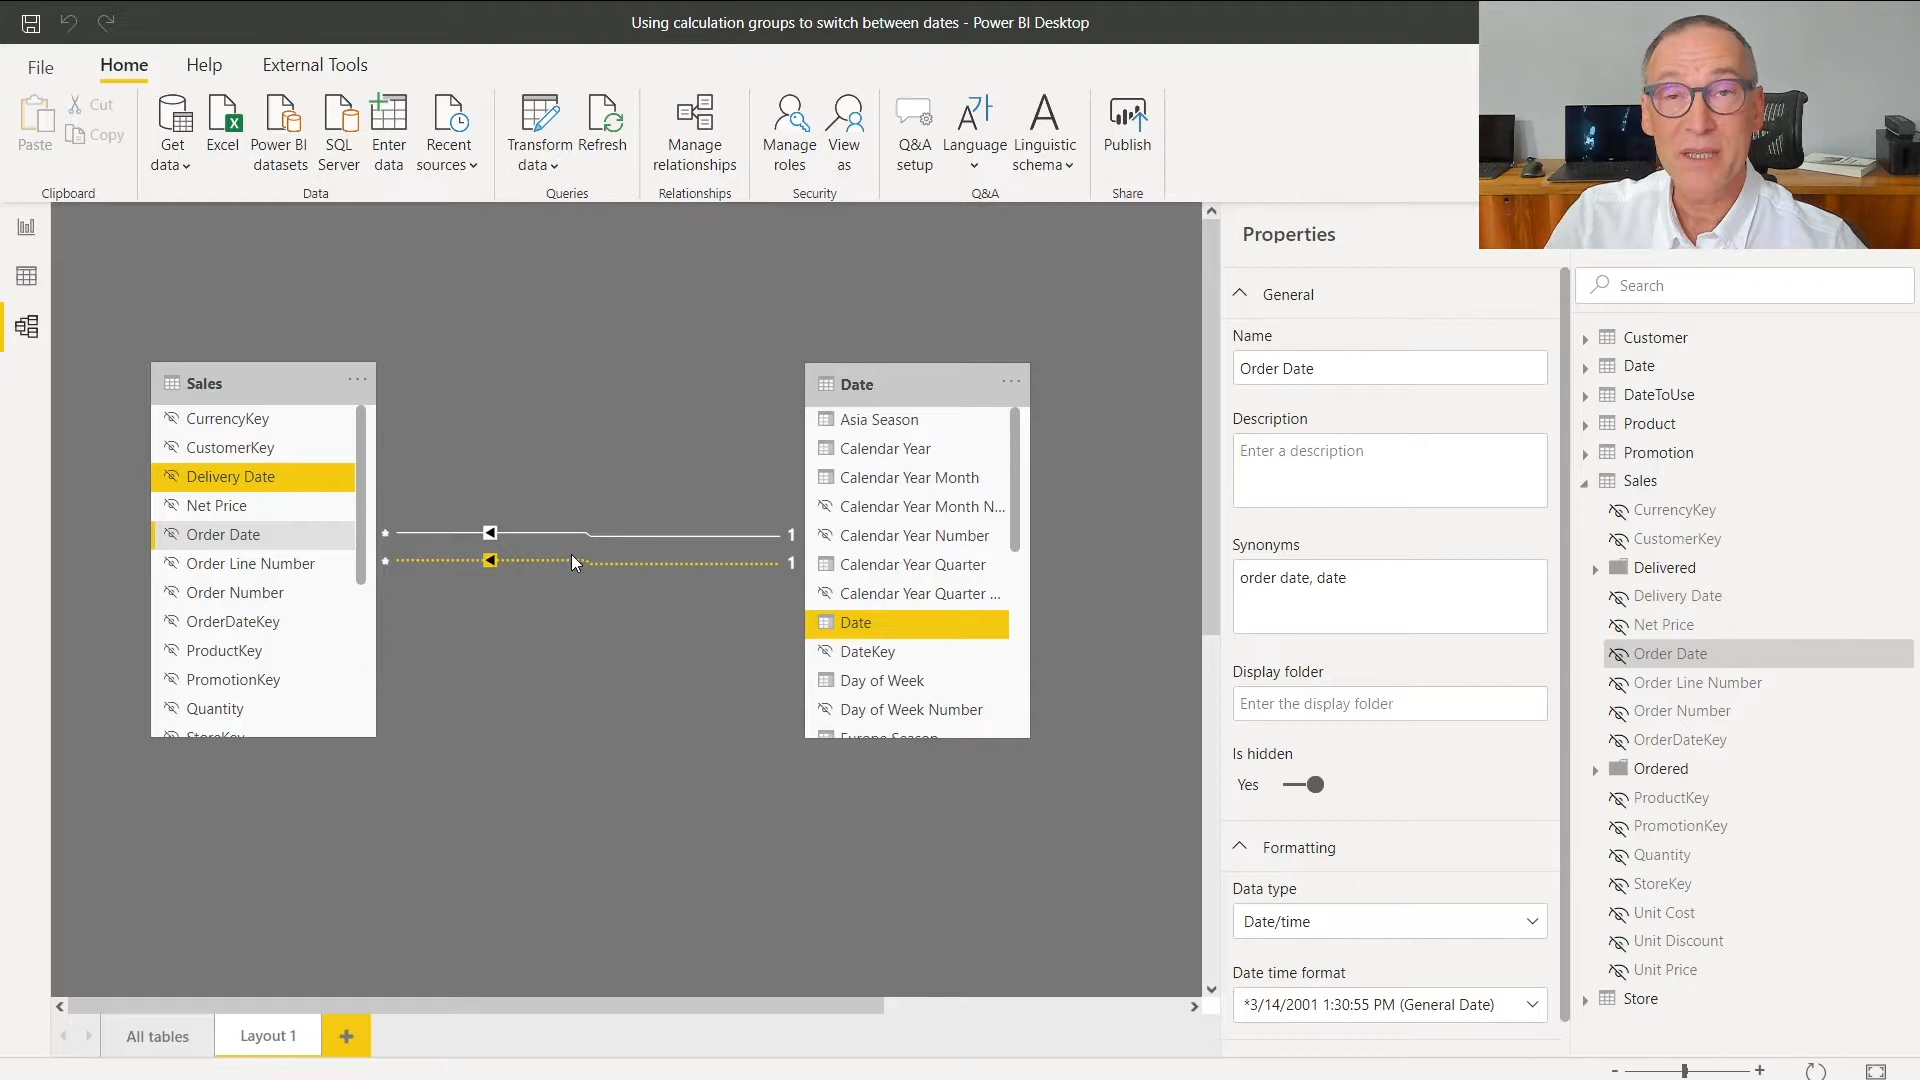 Using calculation groups to switch between dates - Power BI Desktop
File
Home
Help
External Tools
Paste
Cut
Copy
Clipboard
Get data
Excel
Power BI datasets
SQL Server
Enter data
Recent sources
Data
Transform data
Refresh
Queries
Manage relationships
Relationships
Manage roles
View as
Security
Q&A setup
Language
Linguistic schema
Q&A
Publish
Share
Sales
CurrencyKey
CustomerKey
Delivery Date
Net Price
Order Date
Order Line Number
Order Number
OrderDateKey
ProductKey
PromotionKey
Quantity
StoreKey
*
1
*
1
Date
Asia Season
Calendar Year
Calendar Year Month
Calendar Year Month N...
Calendar Year Number
Calendar Year Quarter
Calendar Year Quarter ...
Date
DateKey
Day of Week
Day of Week Number
Europe Season
All tables
Layout 1
Properties
General
Name
Order Date
Description
Enter a description
Synonyms
order date, date
Display folder
Enter the display folder
Is hidden
Yes
Formatting
Data type
Date/time
Date time format
*3/14/2001 1:30:55 PM (General Date)
Search
Customer
Date
DateToUse
Product
Promotion
Sales
CurrencyKey
CustomerKey
Delivered
Delivery Date
Net Price
Order Date
Order Line Number
Order Number
OrderDateKey
Ordered
ProductKey
PromotionKey
Quantity
StoreKey
Unit Cost
Unit Discount
Unit Price
Store